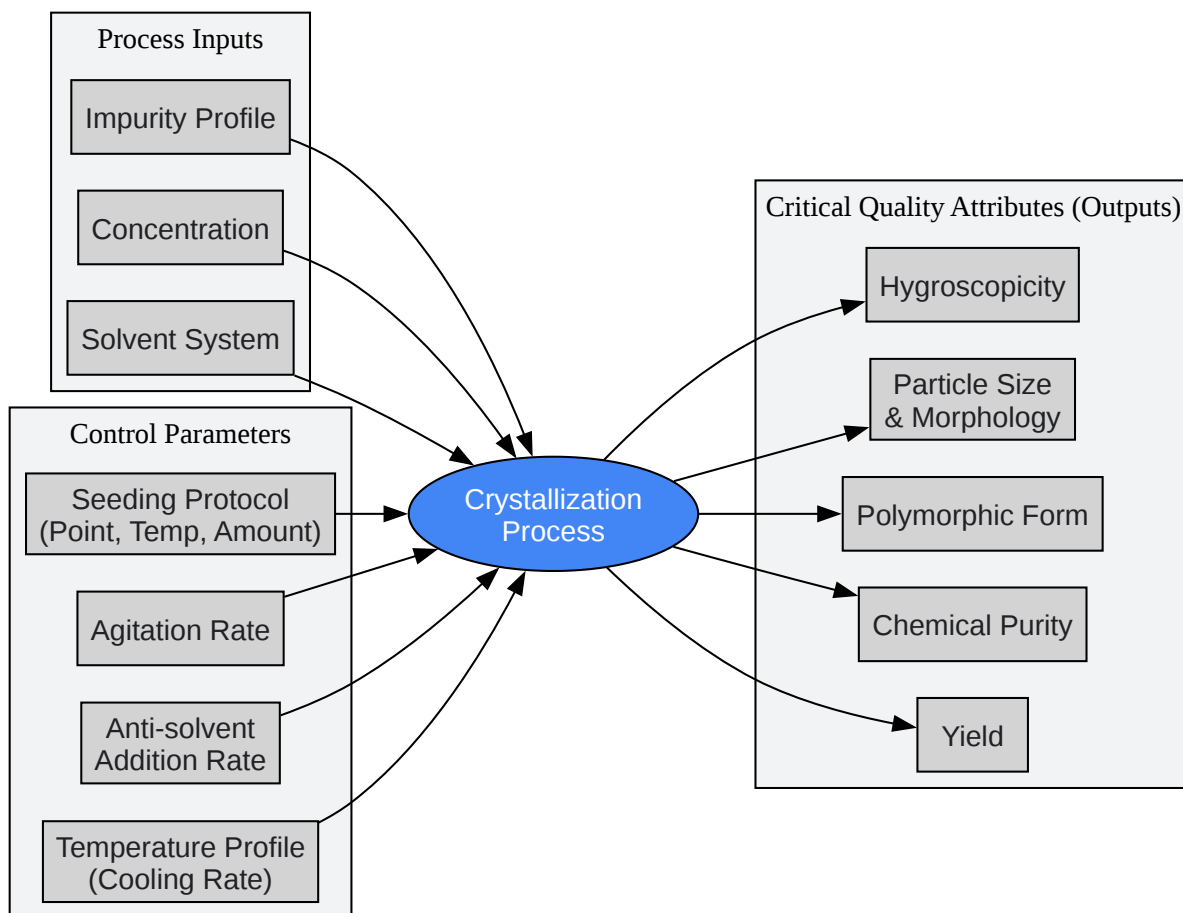 Process Inputs
Impurity Profile
Concentration
Solvent System
Control Parameters
Seeding Protocol
(Point, Temp, Amount)
Agitation Rate
Anti-solvent
Addition Rate
Temperature Profile
(Cooling Rate)
Crystallization
Process
Critical Quality Attributes (Outputs)
Hygroscopicity
Particle Size
& Morphology
Polymorphic Form
Chemical Purity
Yield